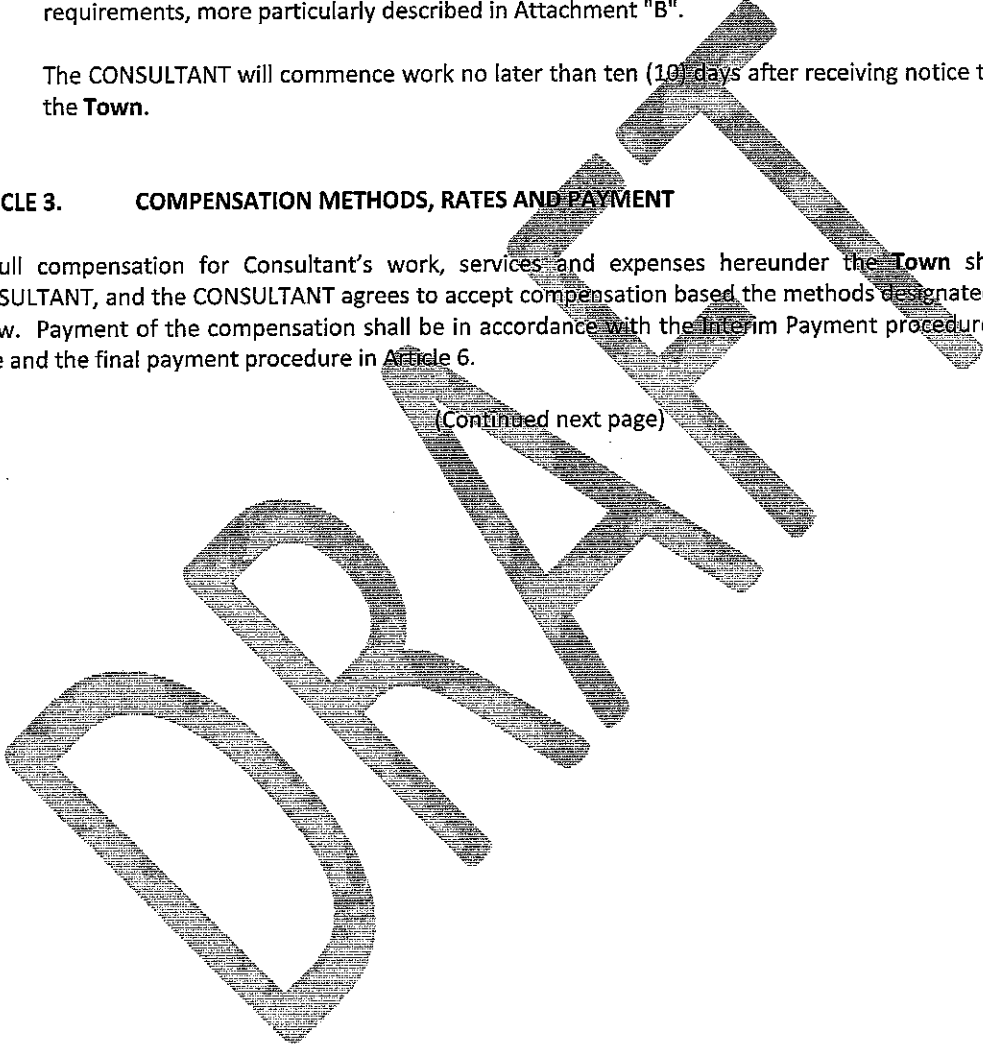 requirements, more particularly described in Attachment "B".
The CONSULTANT will commence work no later than ten (10) days after receiving notice t
the Town.
CLE 3. COMPENSATION METHODS, RATES AND PAYMENT
ull compensation for Consultant's work, services and expenses hereunder the Town sh
SULTANT, and the CONSULTANT agrees to accept compensation based the methods designate
w. Payment of the compensation shall be in accordance with the Interim Payment procedur
e and the final payment procedure in Article 6.
(Continued next page)
DRAFT